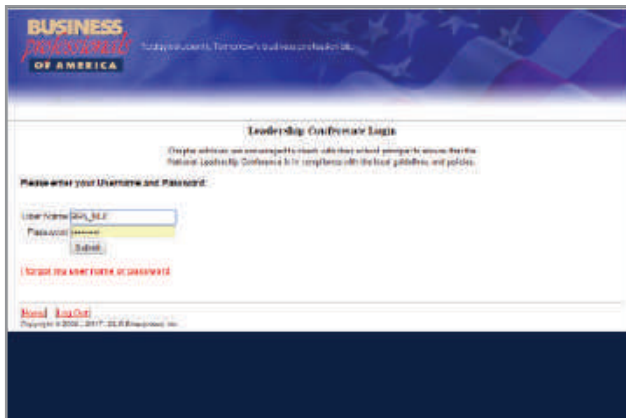 BUSINESS
professionals
OF AMERICA
Today's students. Tomorrow's business professionals.
Leadership Conference Login
Chapter advisors are encouraged to check with their school principal to ensure that the
National Leadership Conference is in compliance with the local guidelines and policies.
Please enter your Username and Password:
User Name
Password ••••••••
Submit
I forgot my user name or password
Home Log Out
Copyright ©